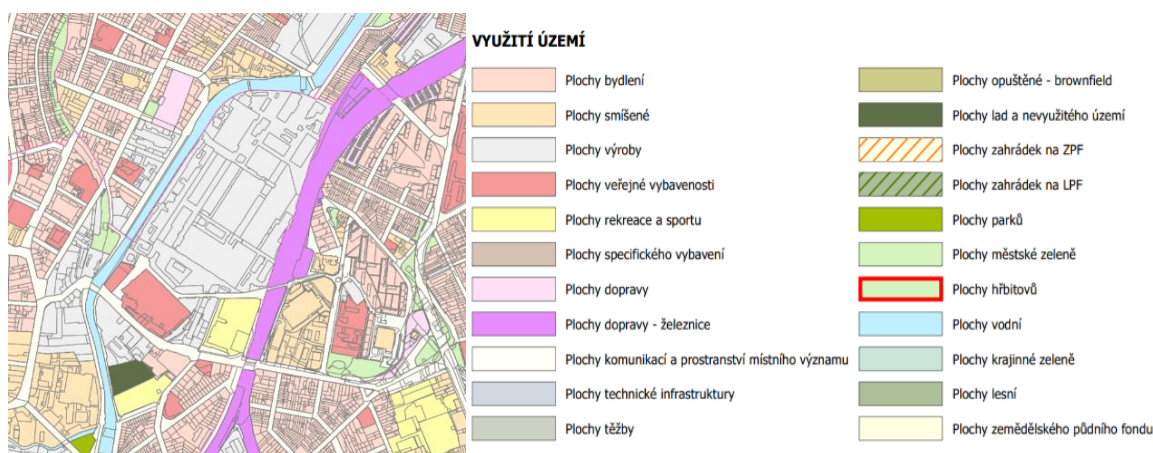 VYUŽITÍ ÚZEMÍ
Plochy bydlení
Plochy smíšené
Plochy výroby
Plochy veřejné vybavenosti
Plochy rekreace a sportu
Plochy specifického vybavení
Plochy dopravy
Plochy dopravy - železnice
Plochy komunikací a prostranství místního významu
Plochy technické infrastruktury
Plochy těžby
Plochy opuštěné - brownfield
Plochy lad a nevyužitého území
Plochy zahrádek na ZPF
Plochy zahrádek na LPF
Plochy parků
Plochy městské zeleně
Plochy hřbitovů
Plochy vodní
Plochy krajinné zeleně
Plochy lesní
Plochy zemědělského půdního fondu